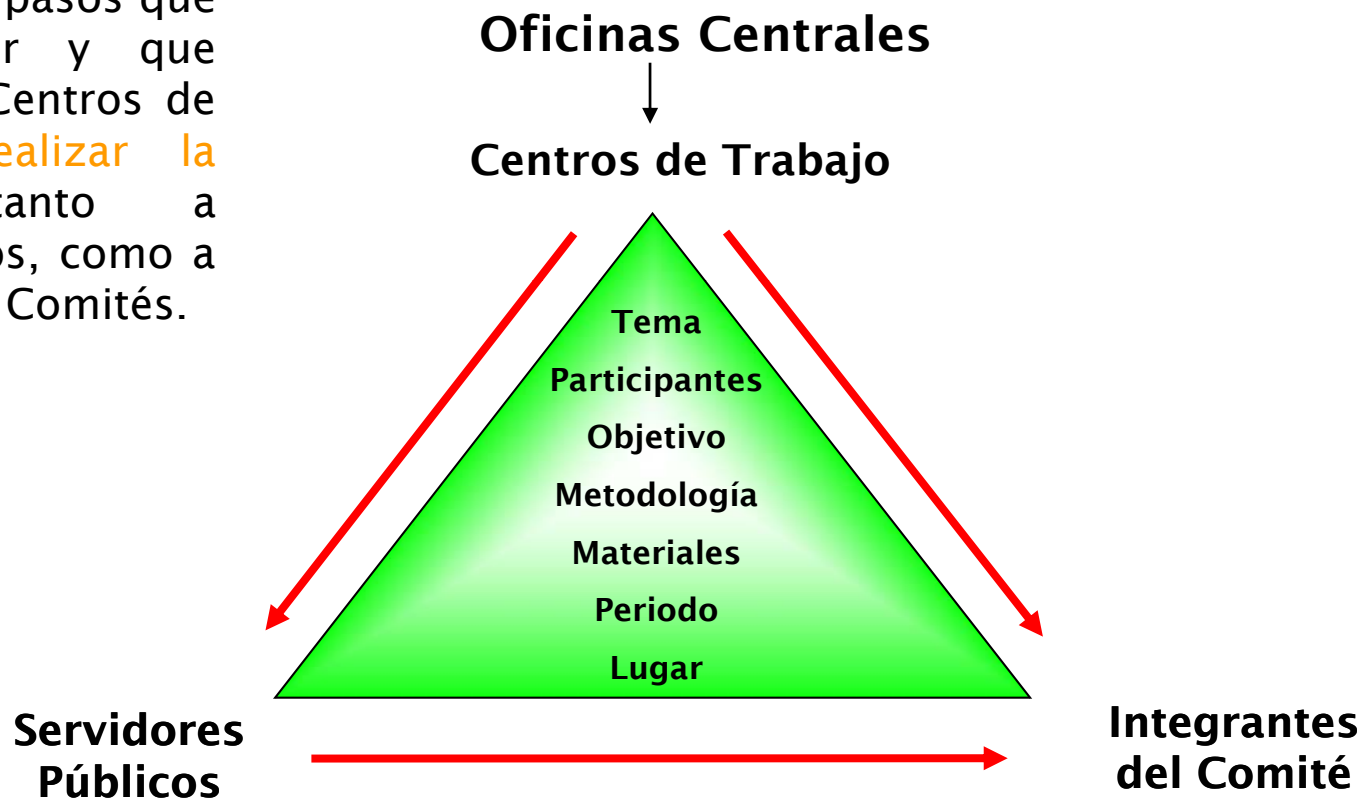 pasos que
r y que
Centros de
ealizar la
tanto a
os, como a
Comités.
Oficinas Centrales
Centros de Trabajo
Tema
Participantes
Objetivo
Metodología
Materiales
Periodo
Lugar
Servidores
Públicos
Integrantes
del Comité